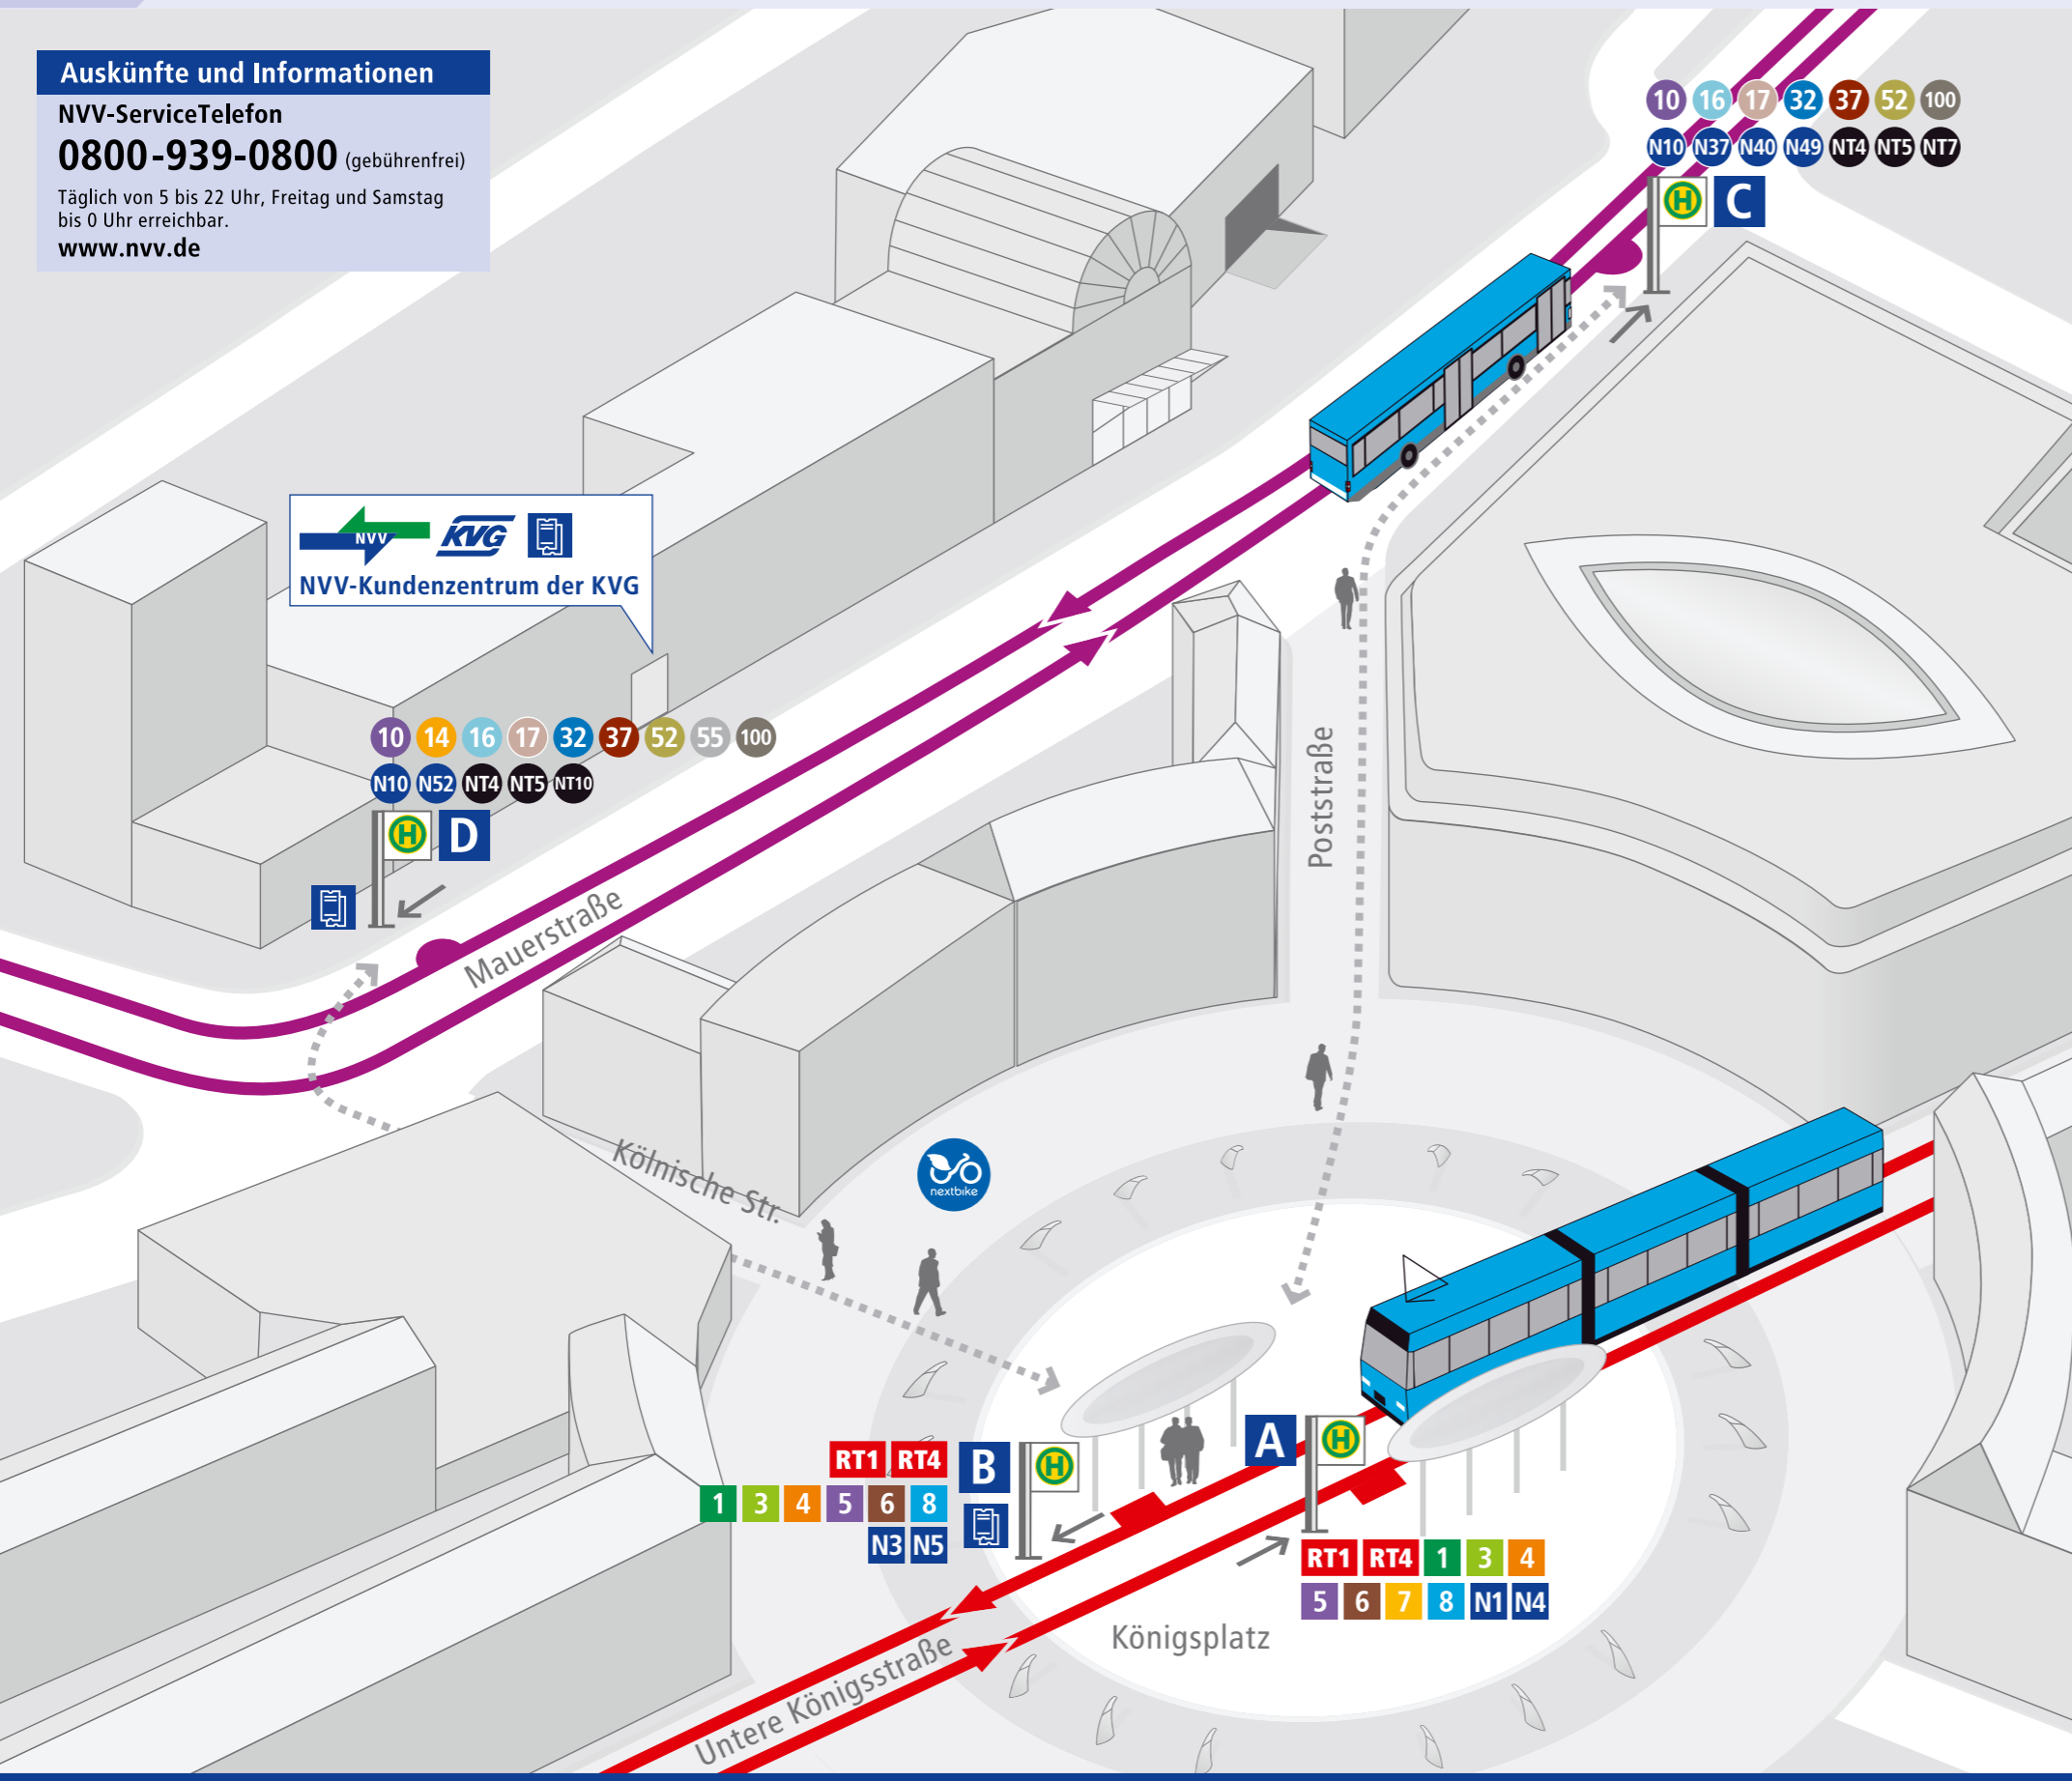 Auskünfte und Informationen
NVV-ServiceTelefon
0800-939-0800 (gebührenfrei)
Täglich von 5 bis 22 Uhr, Freitag und Samstag
bis 0 Uhr erreichbar.
www.nvv.de
10 16 17 32 37 52 100
N10 N37 N40 N49 NT4 NT5 NT7
H C
NVV KVG
NVV-Kundenzentrum der KVG
10 14 16 17 32 37 52 55 100
N10 N52 NT4 NT5 NT10
H D
Mauerstraße
Poststraße
Kölnische Str.
nextbike
A H
RT1 RT4 B H
1 3 4 5 6 8
N3 N5
RT1 RT4 1 3 4
5 6 7 8 N1 N4
Königsplatz
Untere Königsstraße